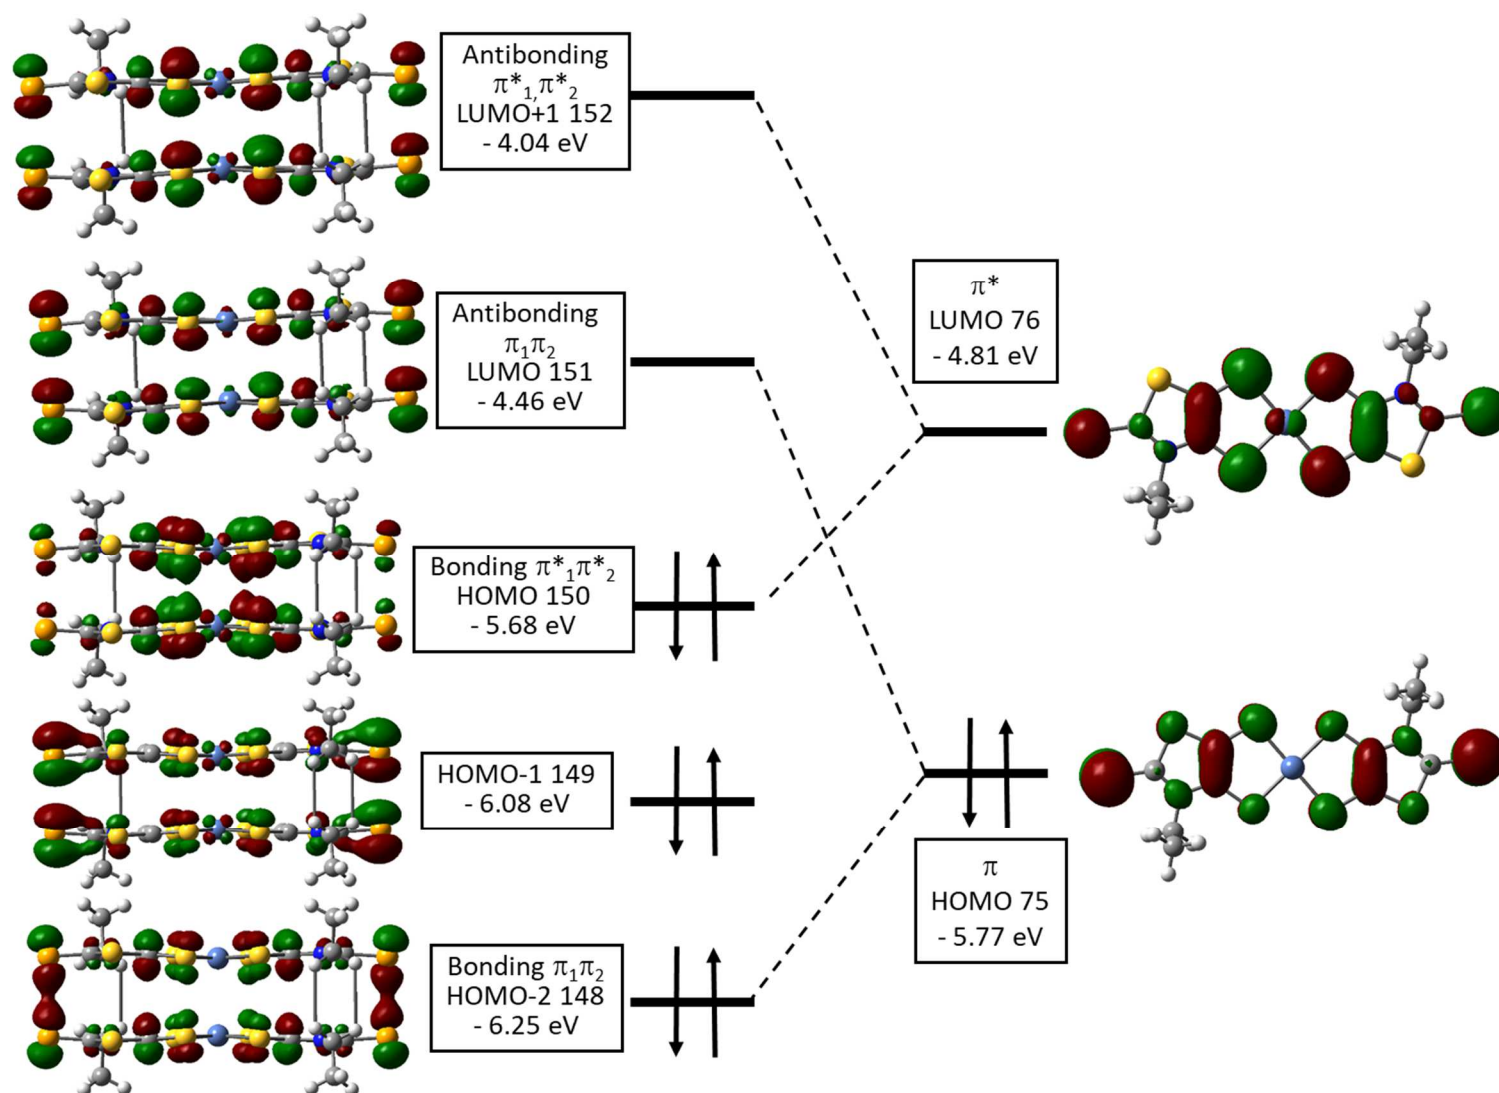 Antibonding
π*₁,π*₂
LUMO+1 152
- 4.04 eV
Antibonding
π₁π₂
LUMO 151
- 4.46 eV
Bonding π*₁π*₂
HOMO 150
- 5.68 eV
HOMO-1 149
- 6.08 eV
Bonding π₁π₂
HOMO-2 148
- 6.25 eV
π*
LUMO 76
- 4.81 eV
π
HOMO 75
- 5.77 eV